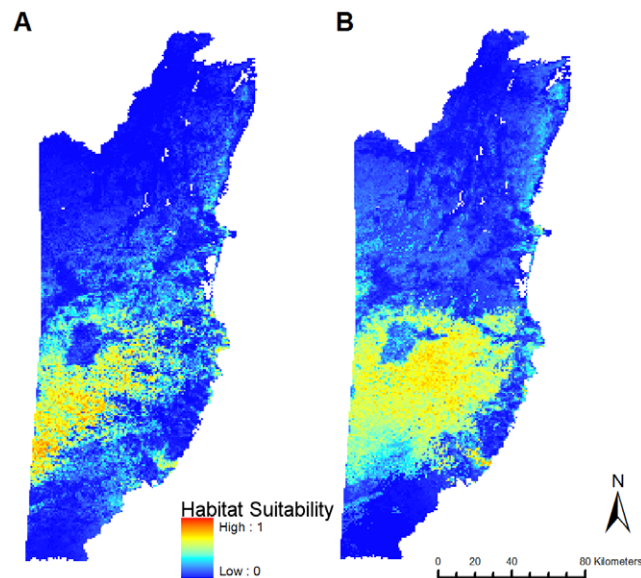 A
B
Habitat Suitability
High : 1
Low : 0
N
0 20 40 80 Kilometers